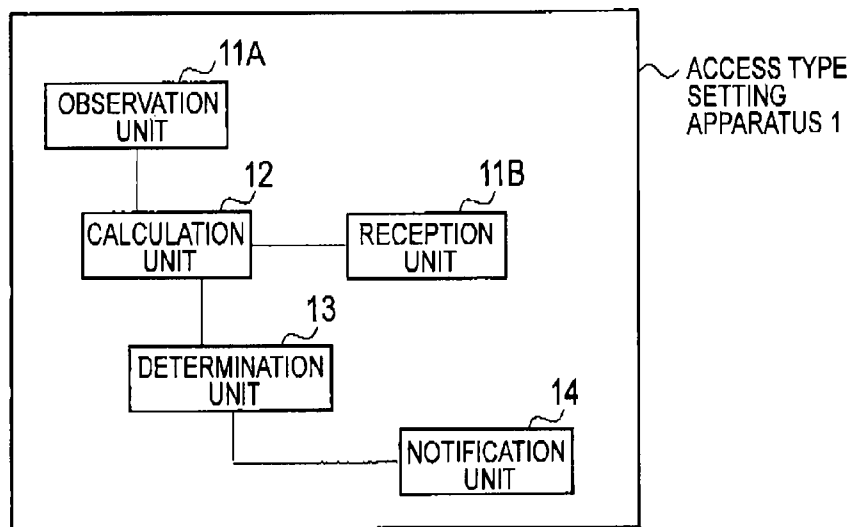 11A
OBSERVATION
UNIT
ACCESS TYPE
SETTING
APPARATUS 1
12
CALCULATION
UNIT
11B
RECEPTION
UNIT
13
DETERMINATION
UNIT
14
NOTIFICATION
UNIT